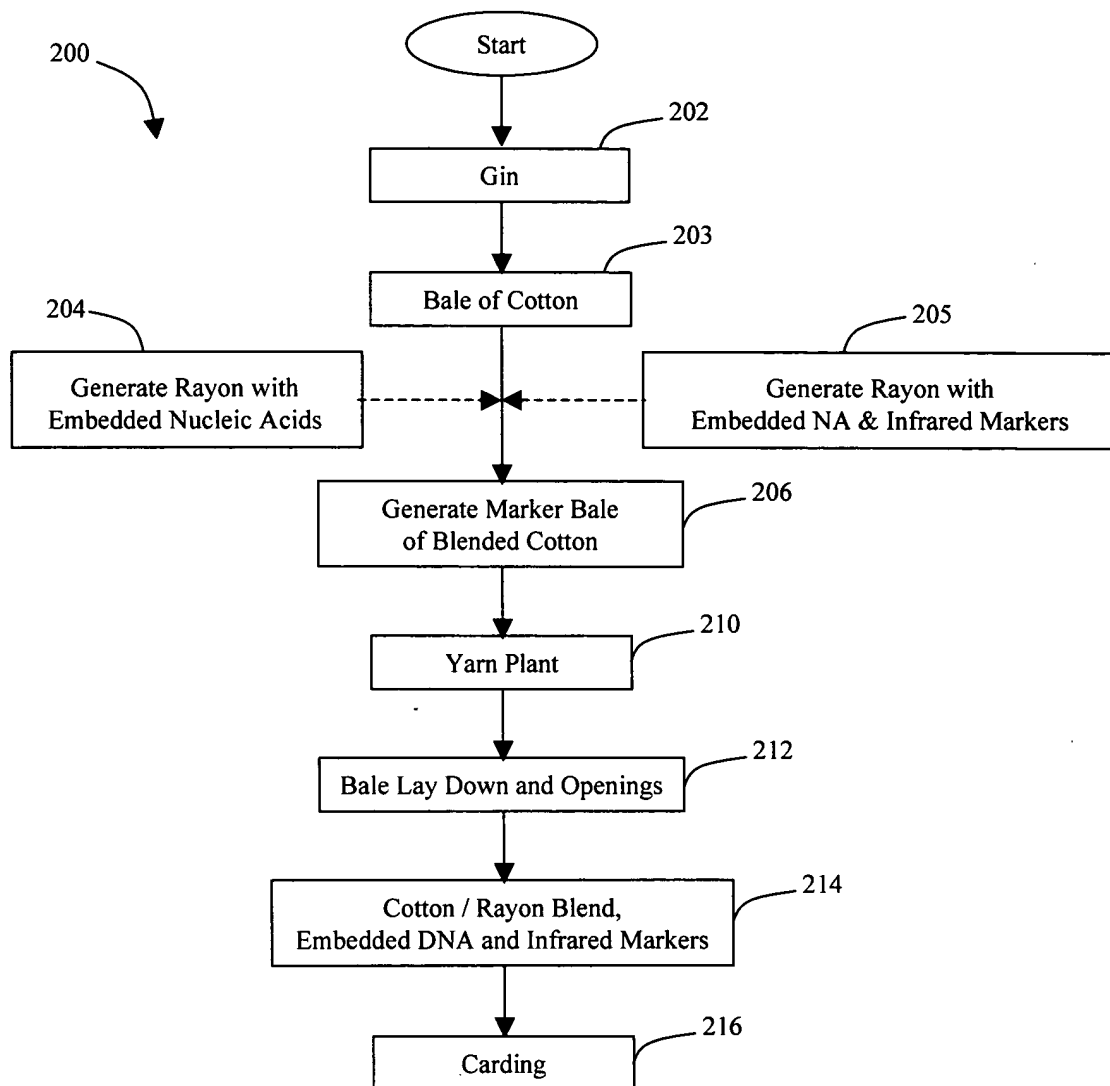 Start
200
202
Gin
203
Bale of Cotton
204
205
Generate Rayon with
Embedded Nucleic Acids
Generate Rayon with
Embedded NA & Infrared Markers
206
Generate Marker Bale
of Blended Cotton
210
Yarn Plant
212
Bale Lay Down and Openings
214
Cotton / Rayon Blend,
Embedded DNA and Infrared Markers
216
Carding